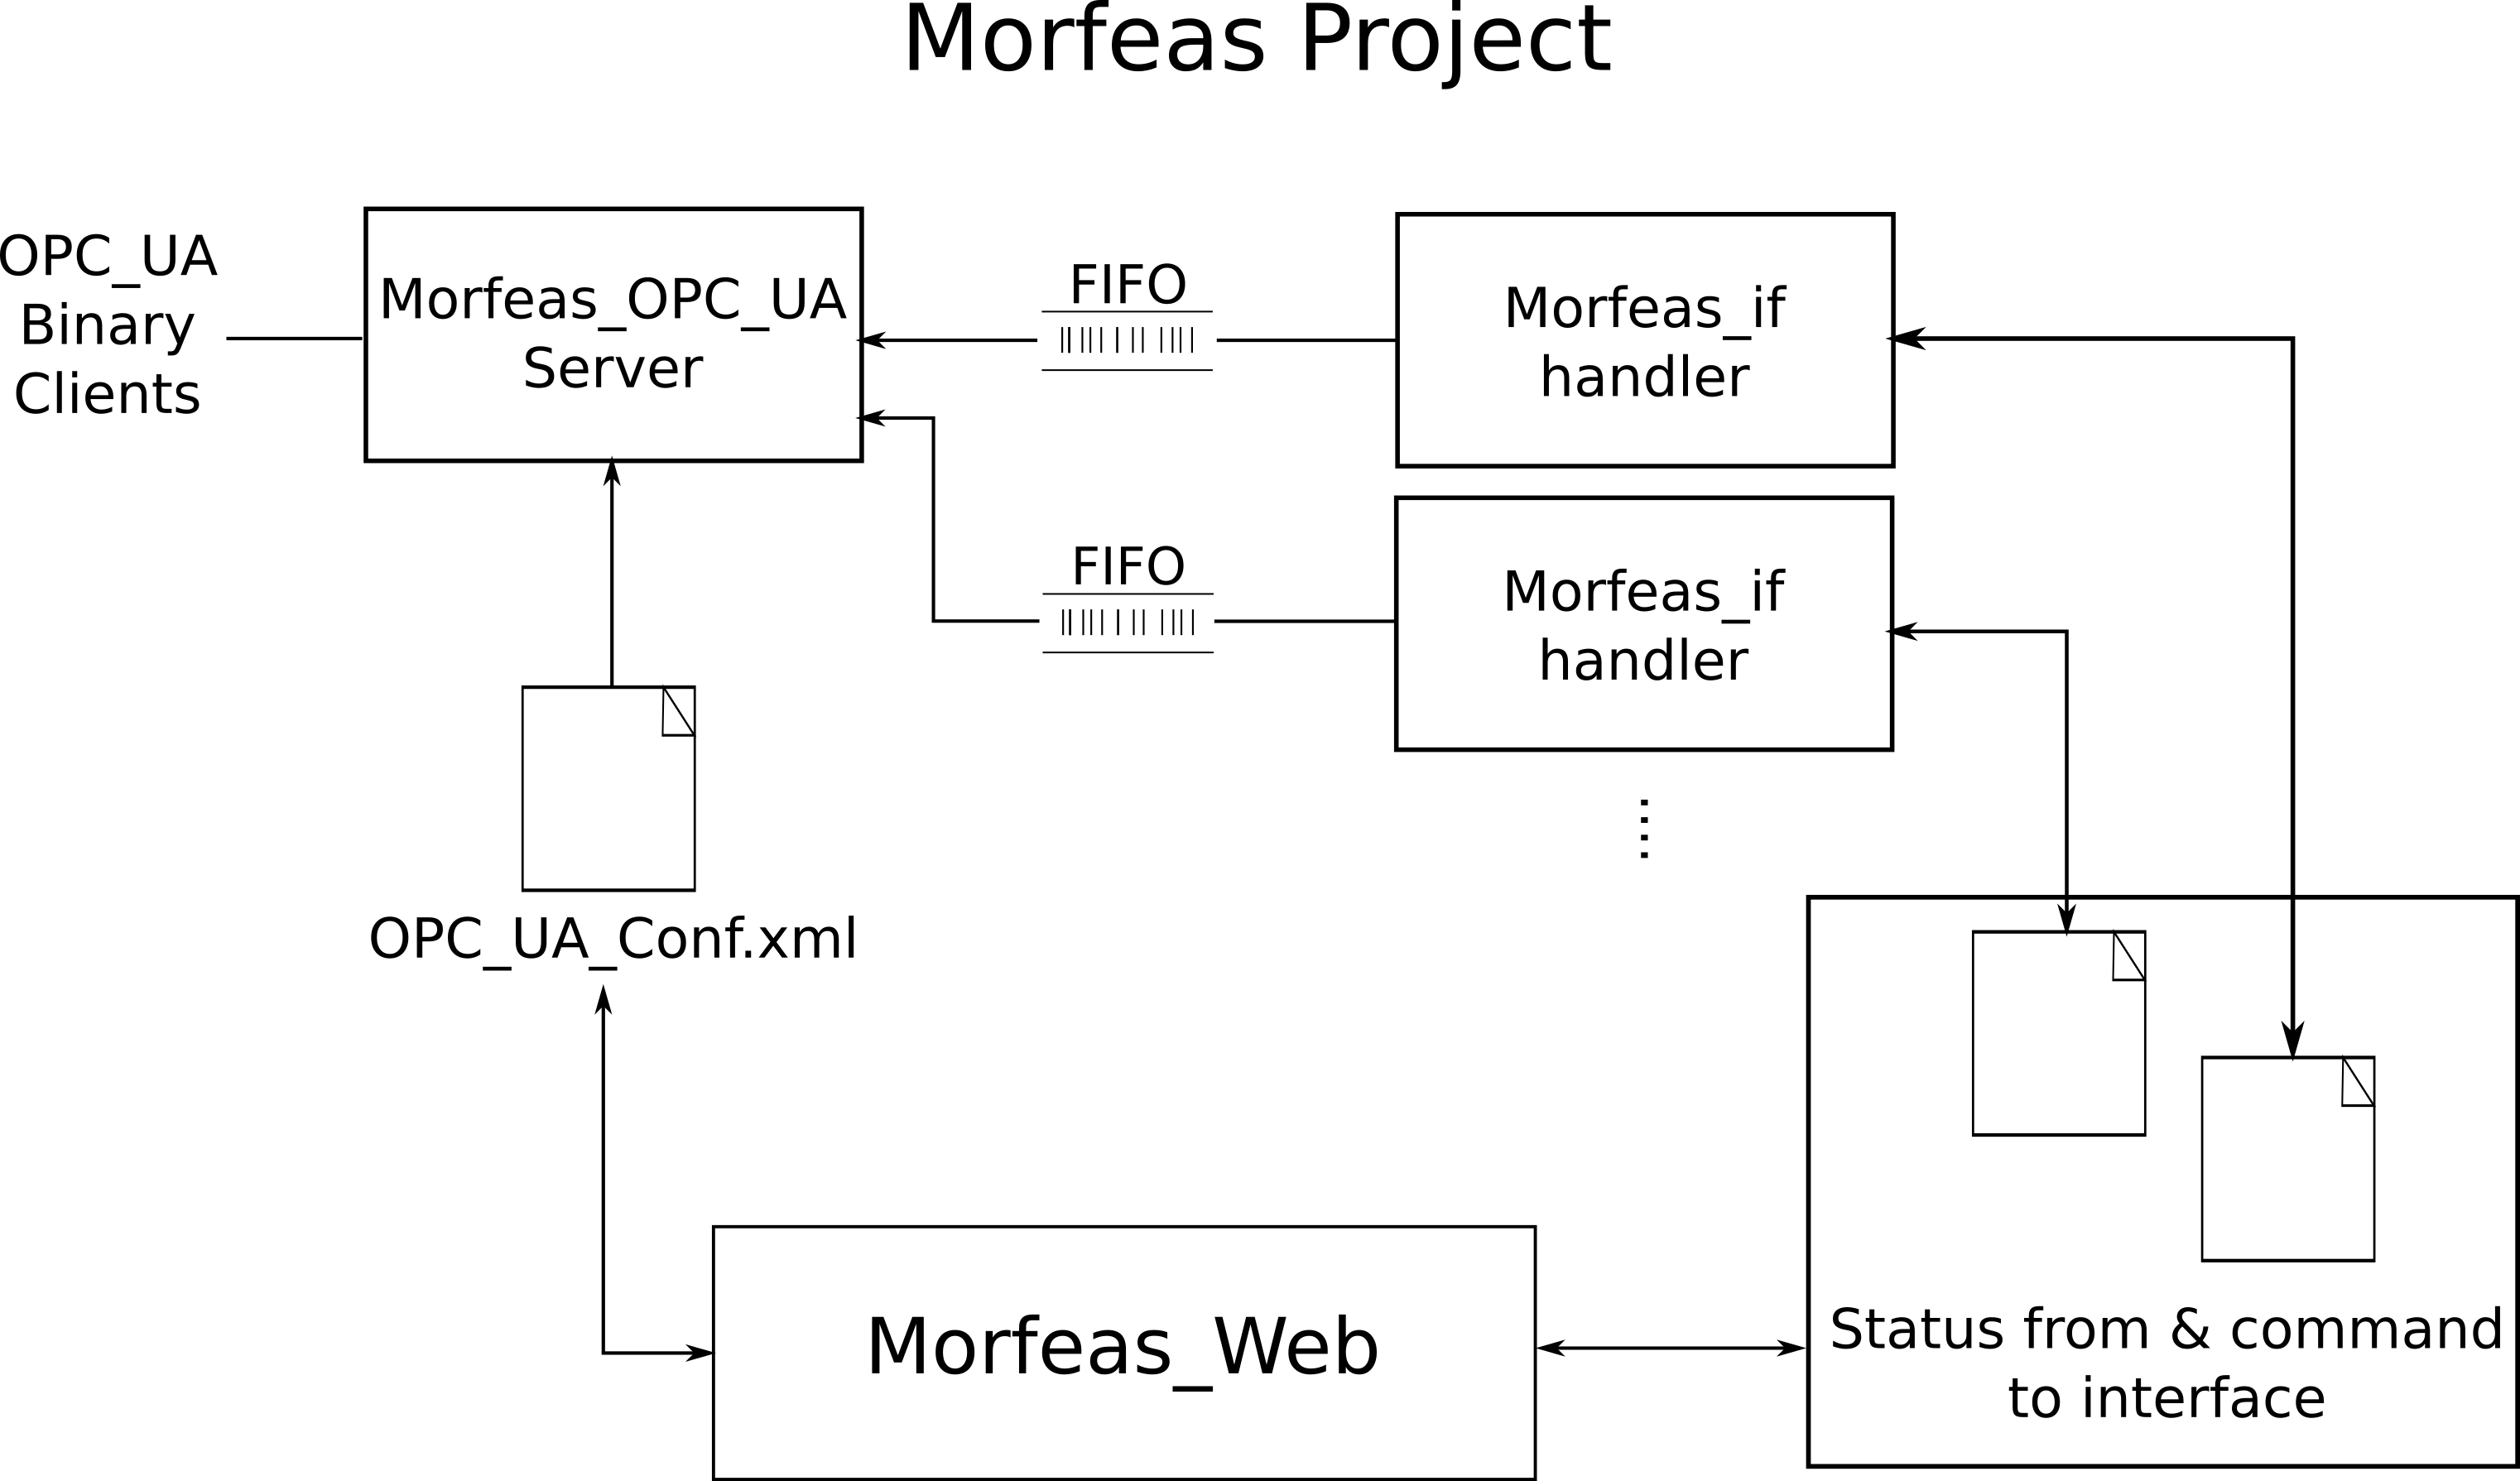 Morfeas Project
OPC_UA
Binary
Clients
Morfeas_OPC_UA
Server
FIFO
Morfeas_if
handler
FIFO
Morfeas_if
handler
OPC_UA_Conf.xml
Morfeas_Web
Status from & command
to interface